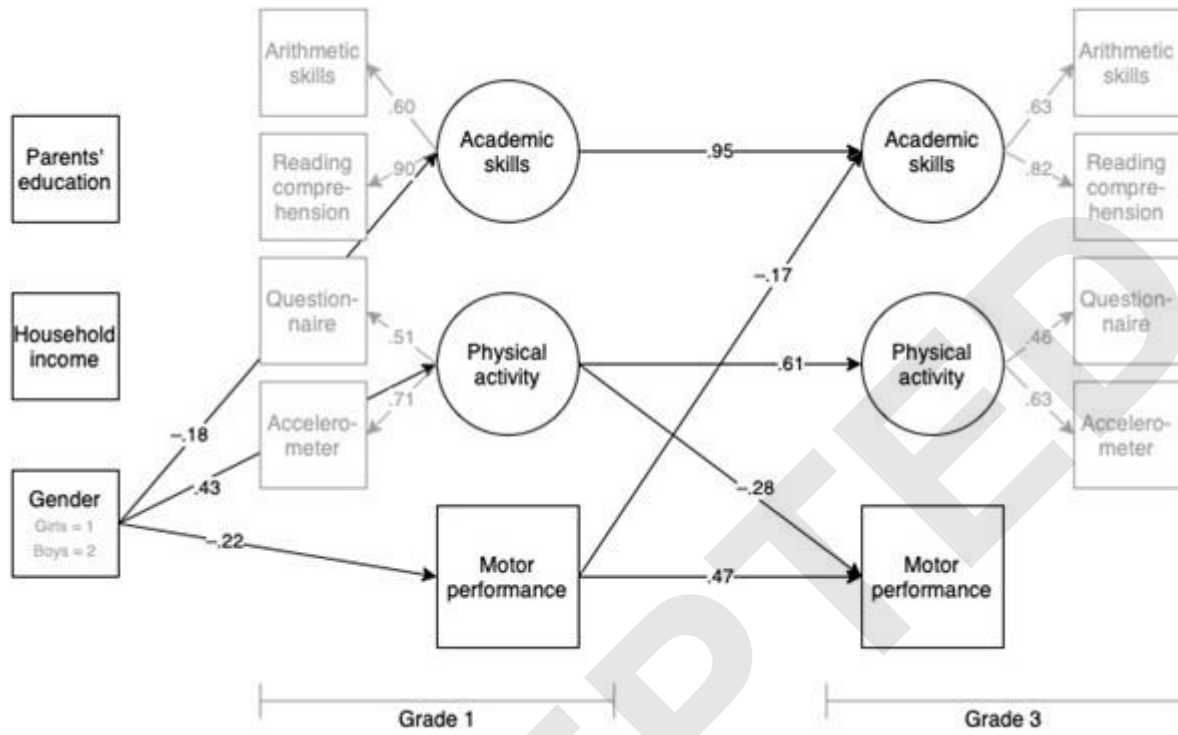 Parents'
education
Household
income
Gender
Girls = 1
Boys = 2
Arithmetic
skills
Reading
compre-
hension
Question-
naire
Accelero-
meter
.60
.90
.51
.71
–.18
.43
–.22
Academic
skills
Physical
activity
Motor
performance
.95
–.17
.61
–.28
.47
Academic
skills
Physical
activity
Motor
performance
.63
.82
.46
.63
Arithmetic
skills
Reading
compre-
hension
Question-
naire
Accelero-
meter
Grade 1
Grade 3
PTED